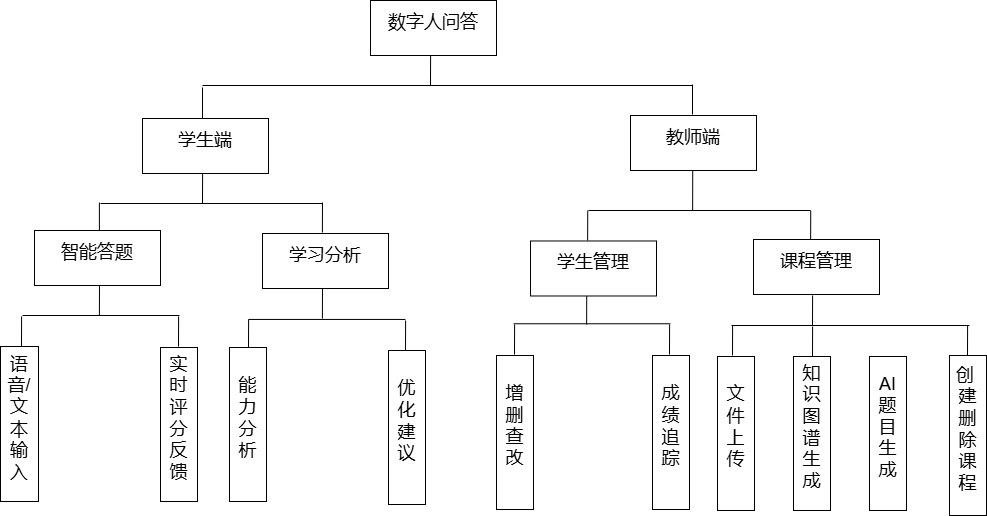 数字人问答
学生端
教师端
智能答题
学习分析
学生管理
课程管理
语音/文本输入
实时评分反馈
能力分析
优化建议
增删查改
成绩追踪
文件上传
知识图谱生成
AI题目生成
创建删除课程